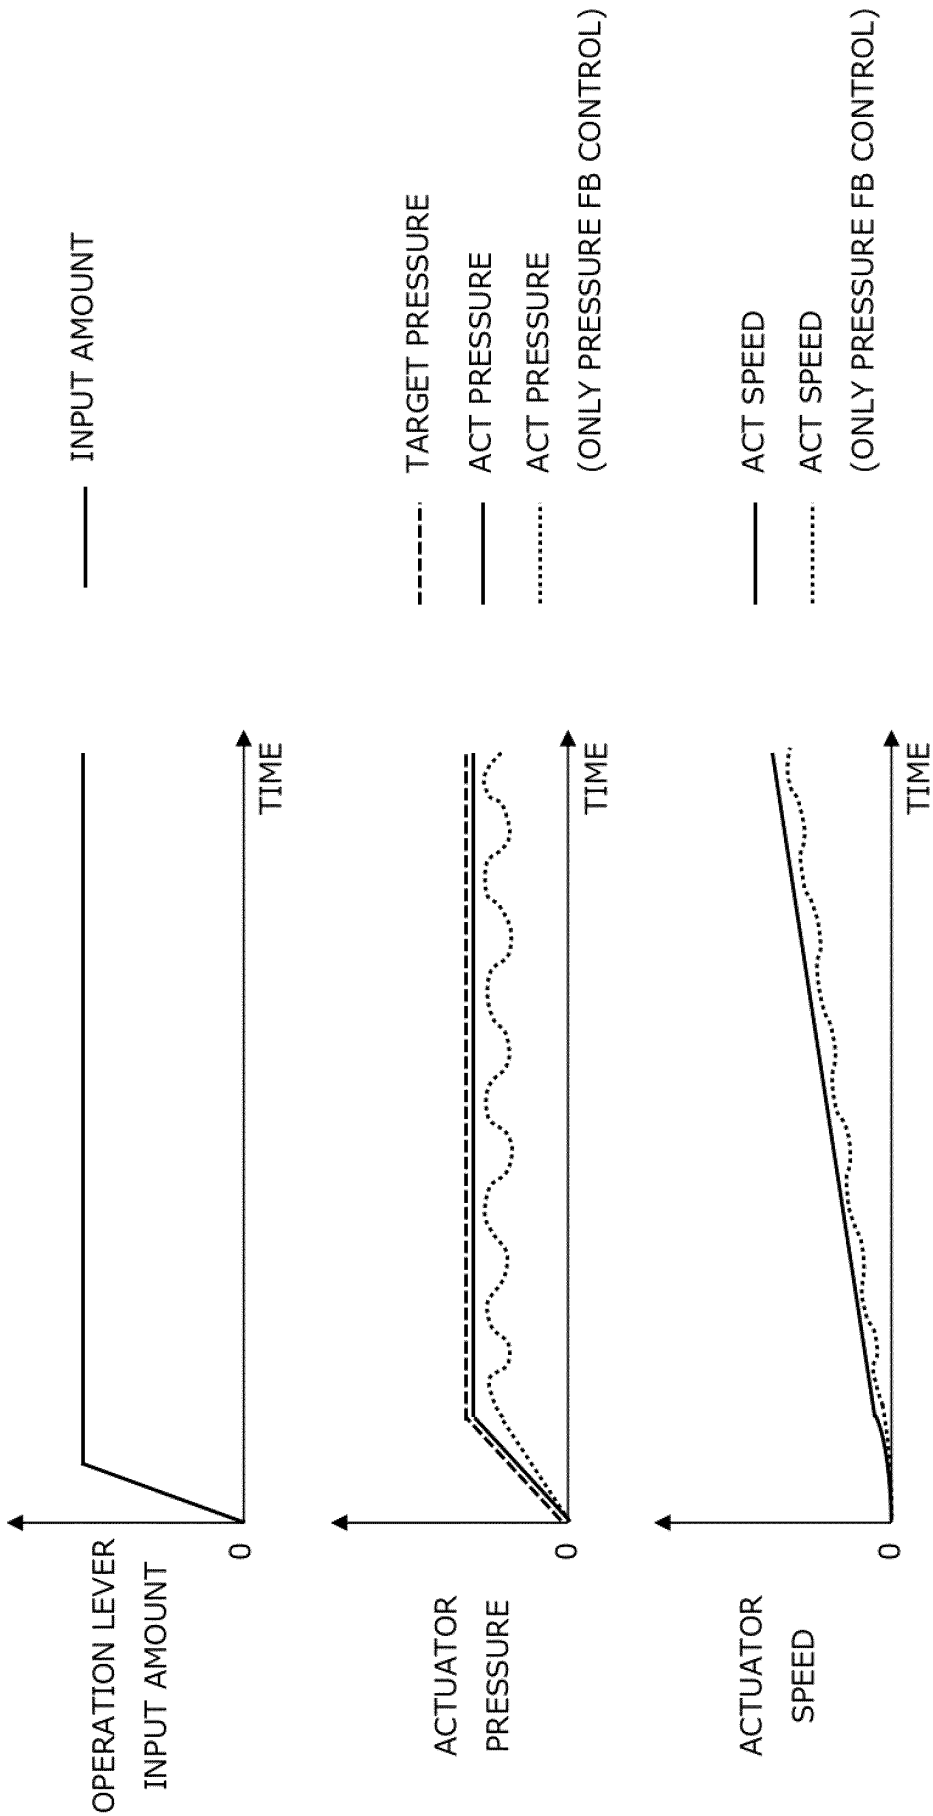 OPERATION LEVER
INPUT AMOUNT
0
TIME
INPUT AMOUNT
ACTUATOR
PRESSURE
0
TIME
TARGET PRESSURE
ACT PRESSURE
ACT PRESSURE
(ONLY PRESSURE FB CONTROL)
ACTUATOR
SPEED
0
TIME
ACT SPEED
ACT SPEED
(ONLY PRESSURE FB CONTROL)